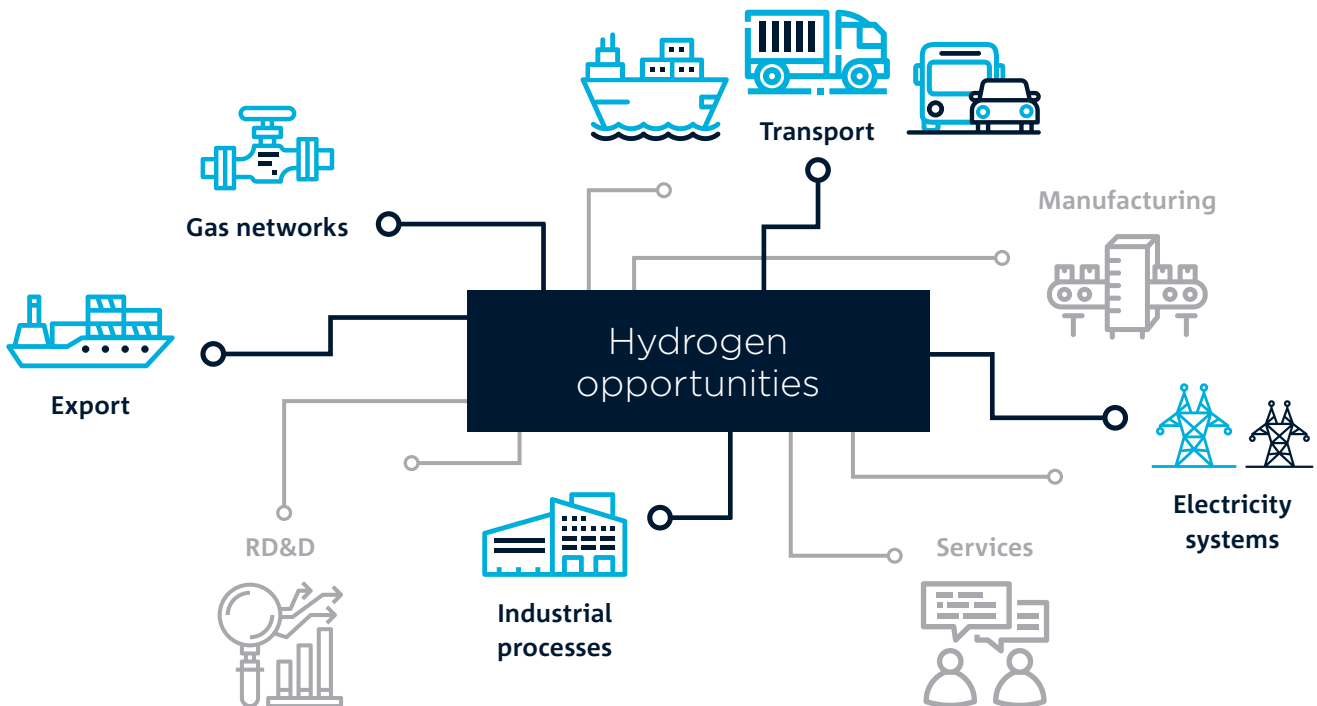 Transport
Manufacturing
Gas networks
Hydrogen
opportunities
Export
Electricity
systems
RD&D
Services
Industrial
processes